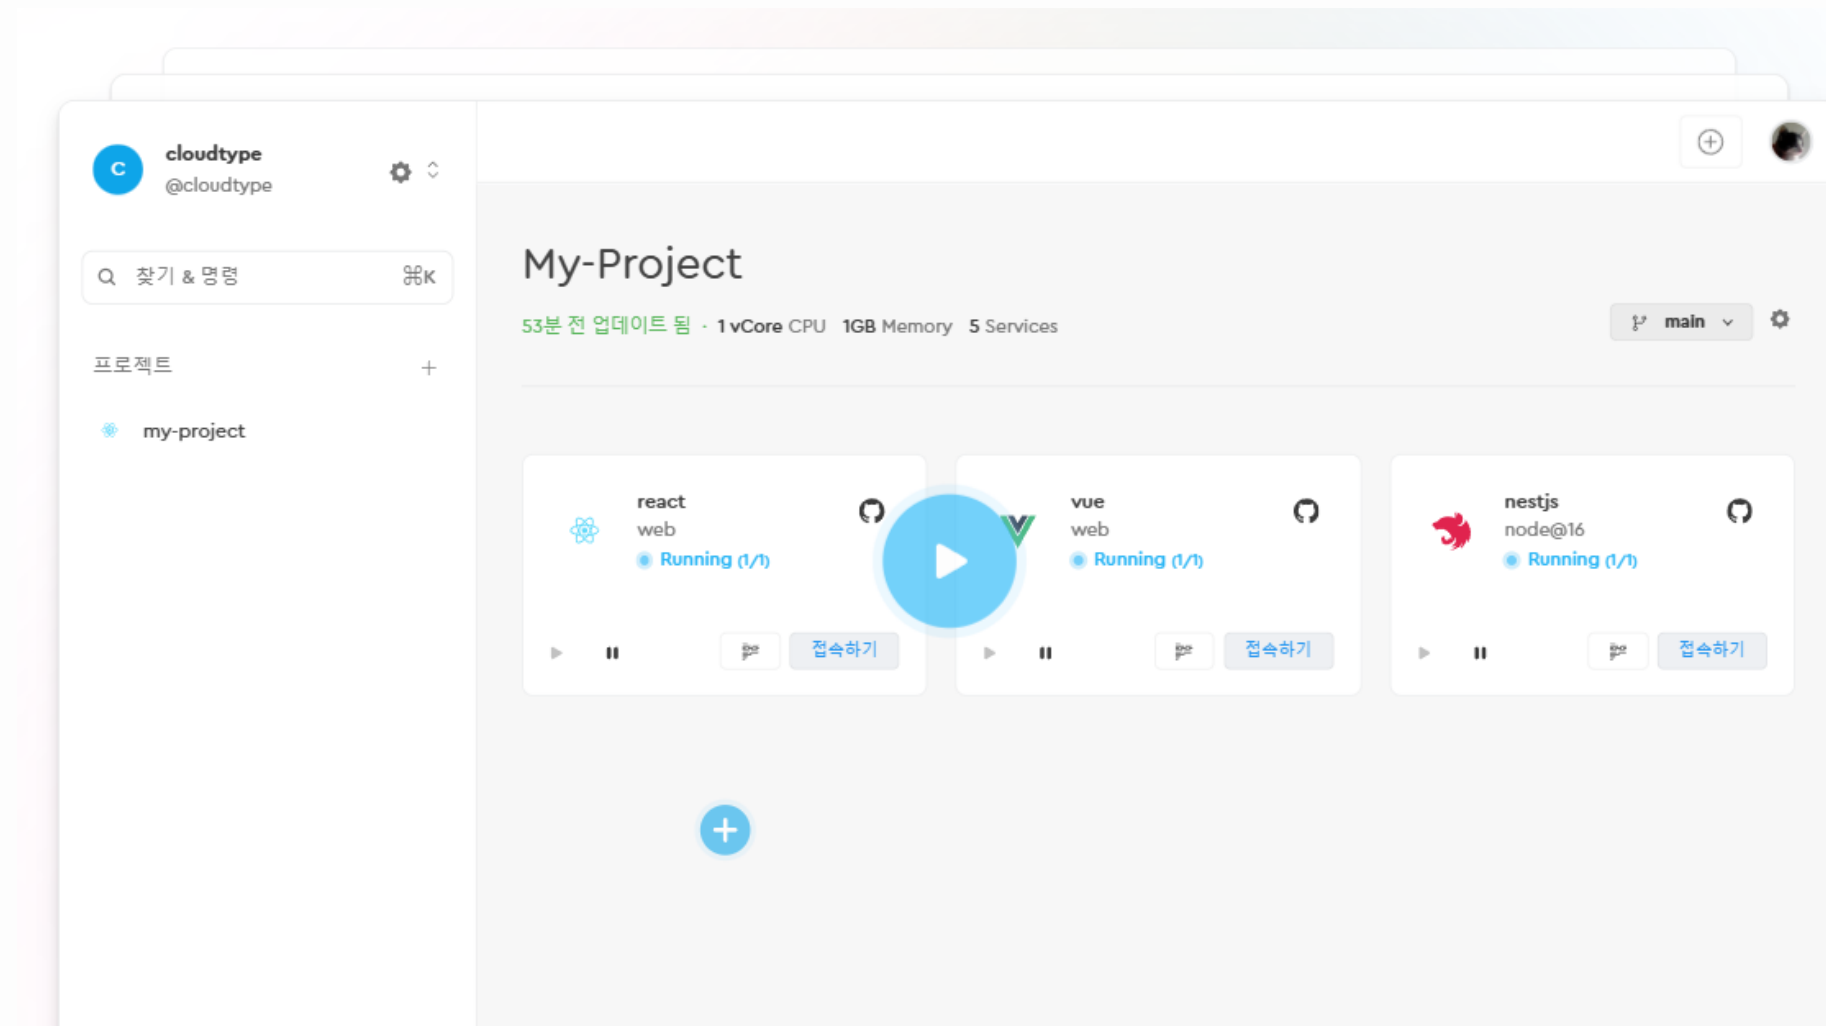 C
cloudtype
@cloudtype
찾기 & 명령 ⌘K
프로젝트 +
my-project
My-Project
53분 전 업데이트 됨 · 1 vCore CPU 1GB Memory 5 Services
main
react
web
Running (1/1)
접속하기
vue
web
Running (1/1)
접속하기
nestjs
node@16
Running (1/1)
접속하기